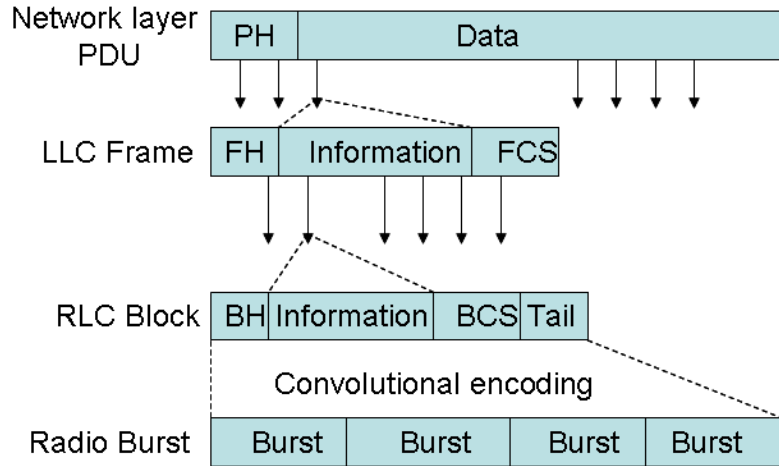 Network layer PDU
PH Data
LLC Frame
FH Information FCS
RLC Block
BH Information BCS Tail
Convolutional encoding
Radio Burst
Burst Burst Burst Burst